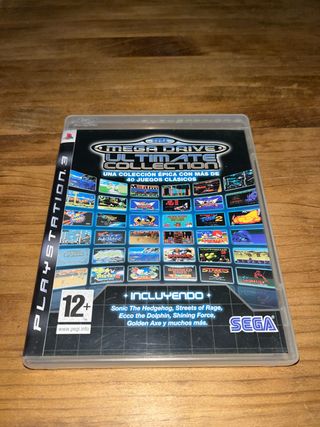 SEGA
MEGA DRIVE
ULTIMATE
COLLECTION
UNA COLECCIÓN ÉPICA CON MÁS DE
40 JUEGOS CLÁSICOS
PLAYSTATION 3
INCLUYENDO
Sonic The Hedgehog, Streets of Rage,
Ecco the Dolphin, Shining Force,
Golden Axe y muchos más.
12+
www.pegi.info
SEGA